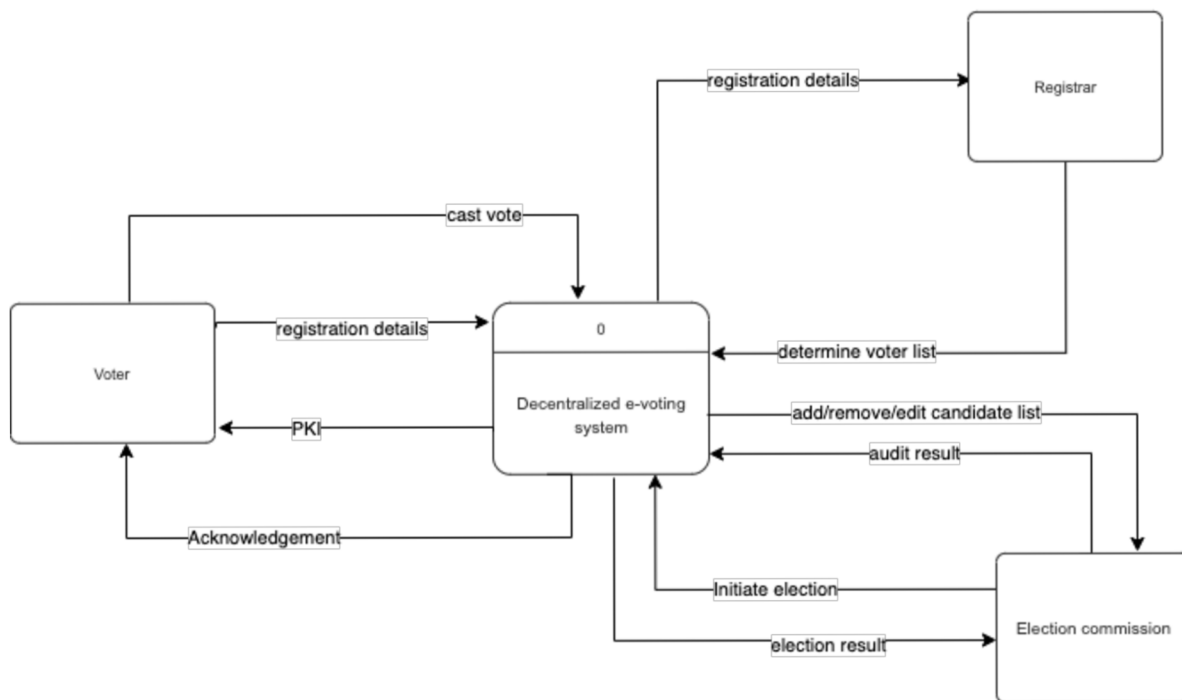 registration details
Registrar
cast vote
0
registration details
determine voter list
Voter
Decentralized e-voting
system
add/remove/edit candidate list
PKI
audit result
Acknowledgement
Initiate election
Election commission
election result